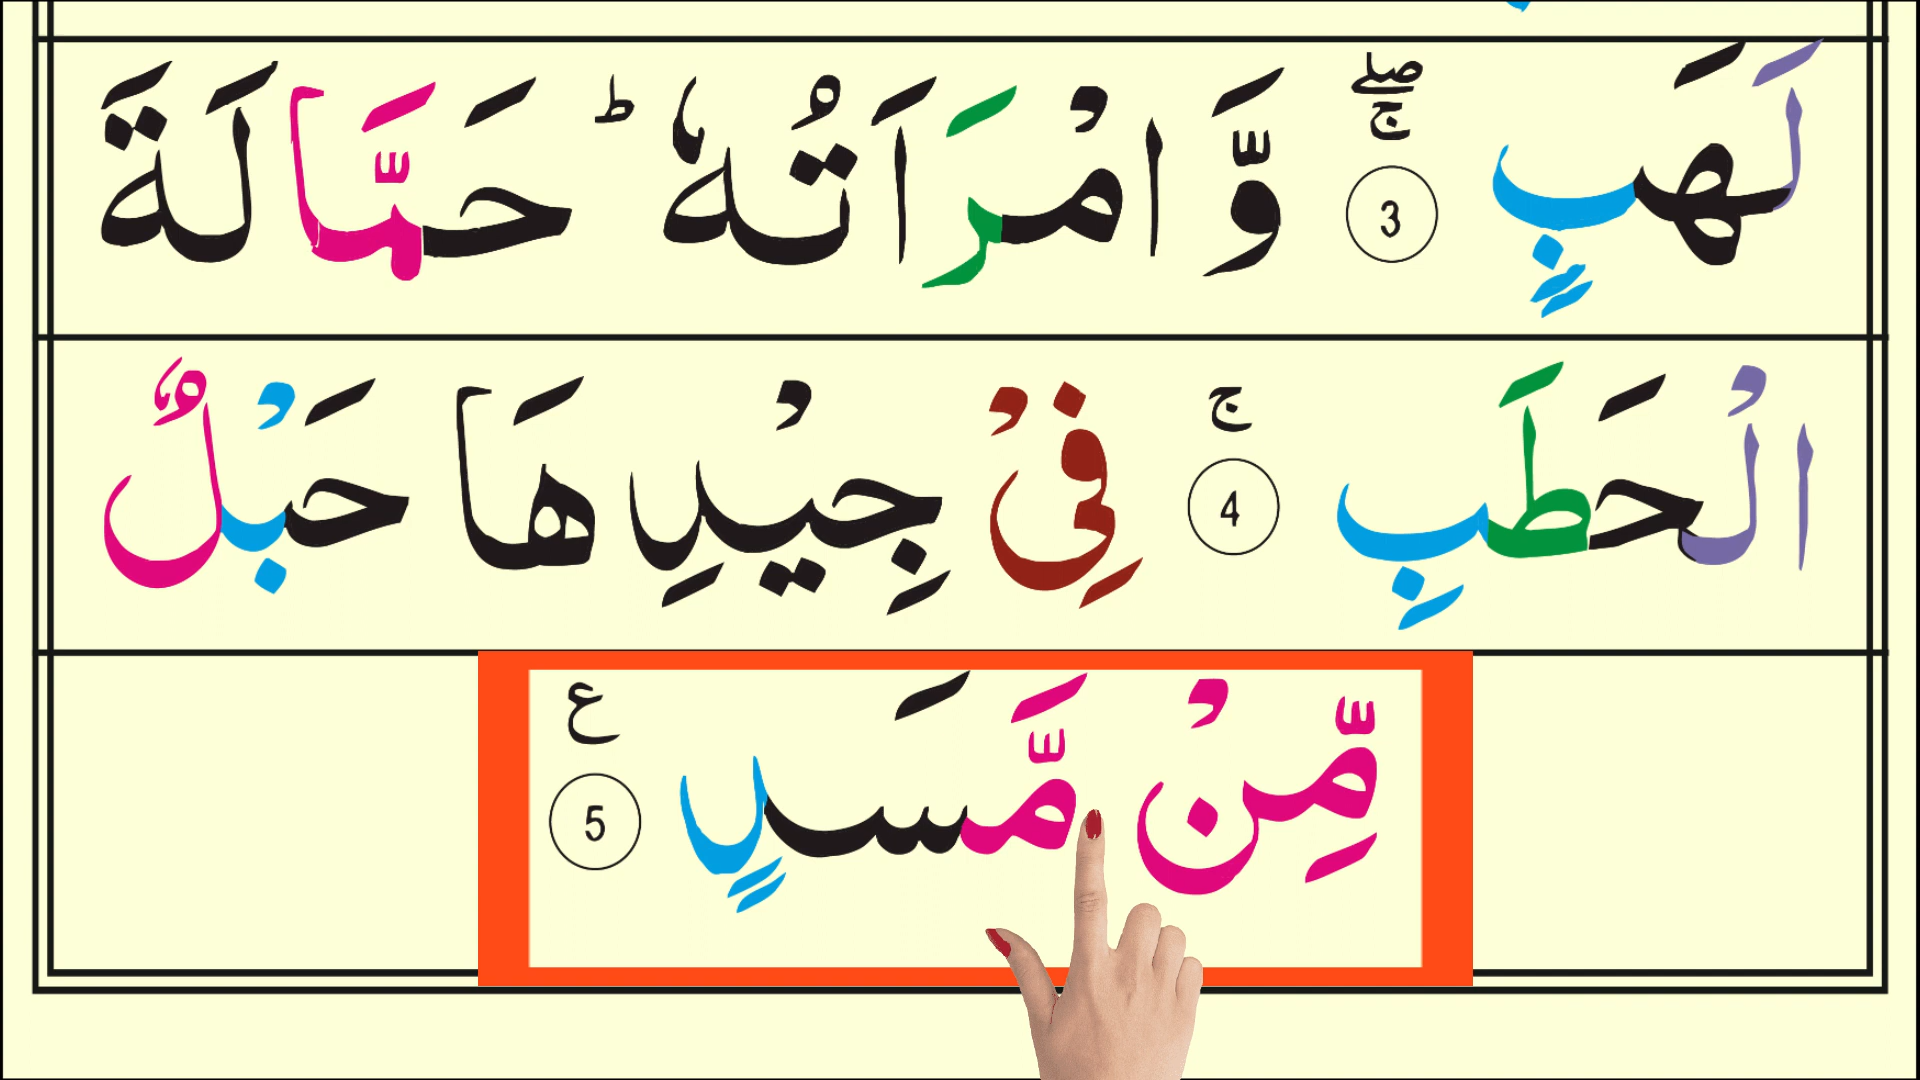 لَهَبٍ ۖۚ 3 وَّ امْرَاَتُهٗ ؕ حَمَّالَةَ
الْحَطَبِ ۚ 4 فِیْ جِیْدِهَا حَبْلٌ
مِّنْ مَّسَدٍ 5 ع